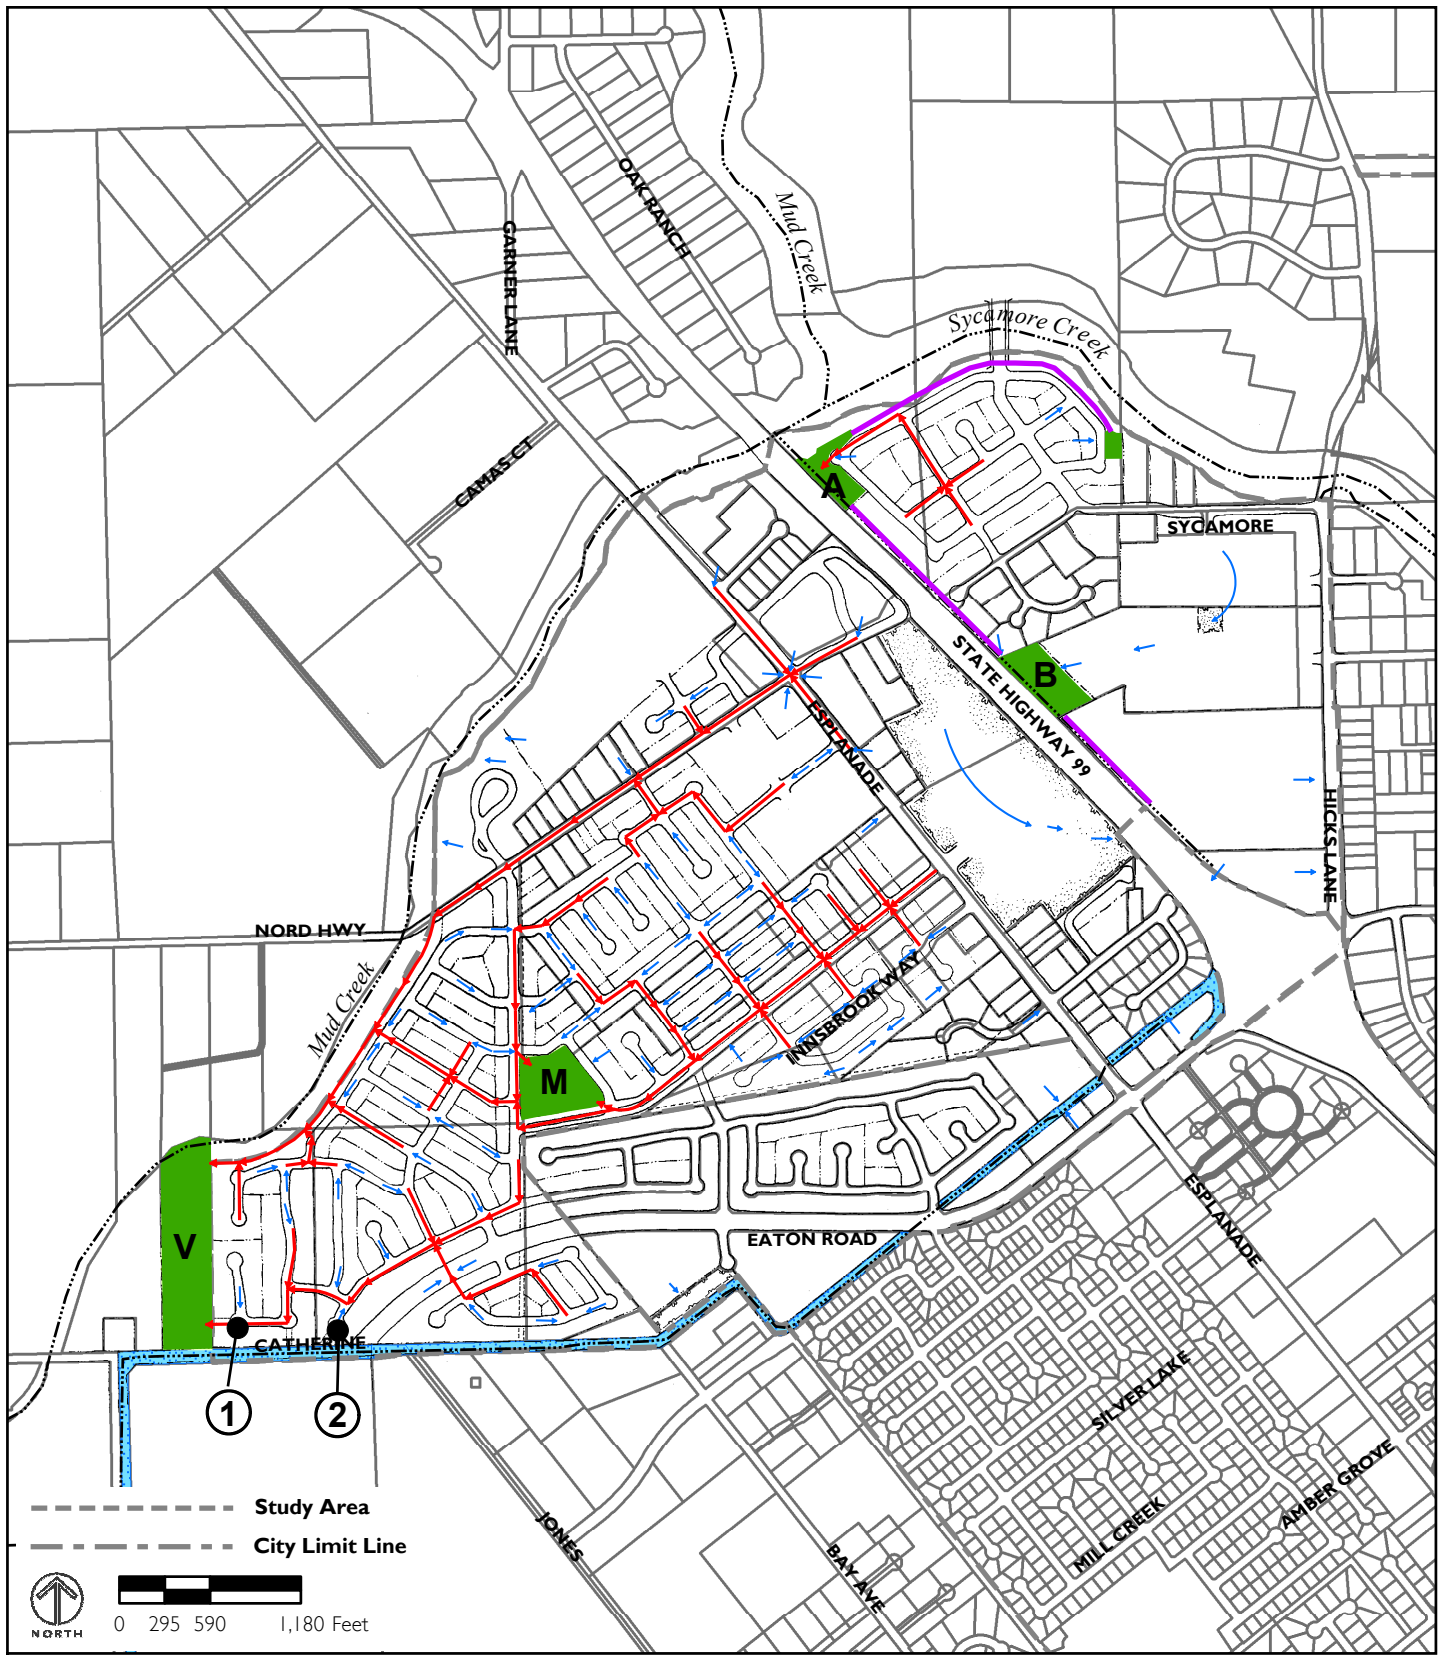 OAK RANCH
Mud Creek
GARNER LANE
Sycamore Creek
CAMAS CT
A
SYCAMORE
STATE HIGHWAY 99
B
ESPLANADE
HICKS LANE
NORD HWY
INNSBROOK WAY
Mud Creek
M
V
EATON ROAD
ESPLANADE
CATHERINE
1
2
SILVER LAKE
AMBER GROVE
MILL CREEK
JONES
BAY AVE
Study Area
City Limit Line
NORTH
0 295 590 1,180 Feet